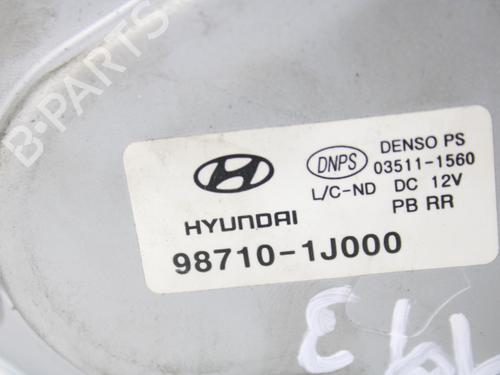 B-PARTS
HYUNDAI
98710-1J000
DNPS
DENSO PS
03511-1560
L/C-ND DC 12V
PB RR